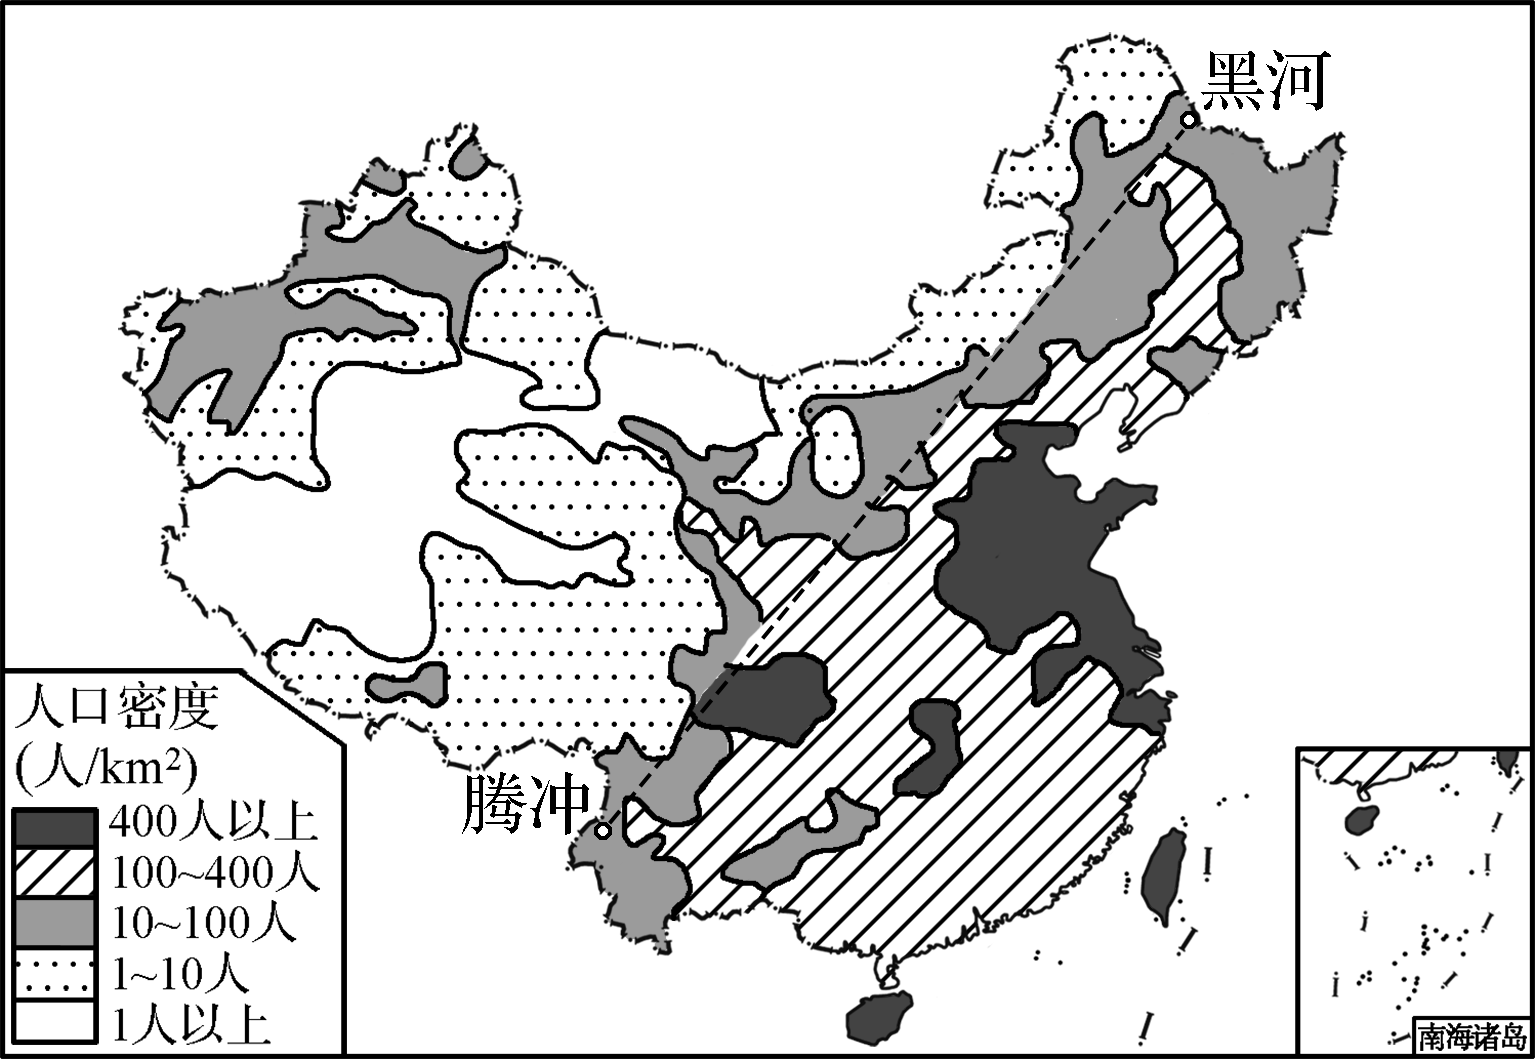 黑河
腾冲
人口密度
(人/km²)
400人以上
100~400人
10~100人
1~10人
1人以上
南海诸岛